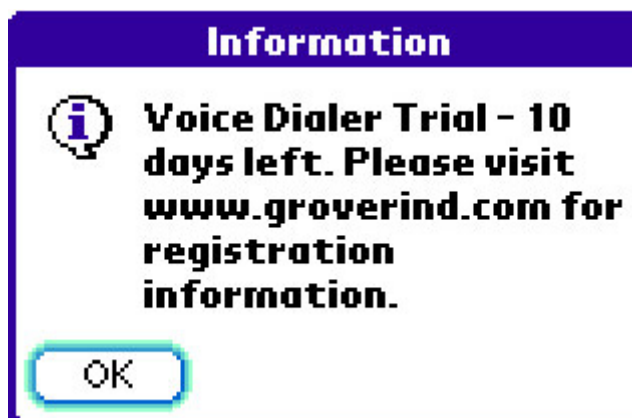 Information
Voice Dialer Trial - 10
days left. Please visit
www.groverind.com for
registration
information.
OK